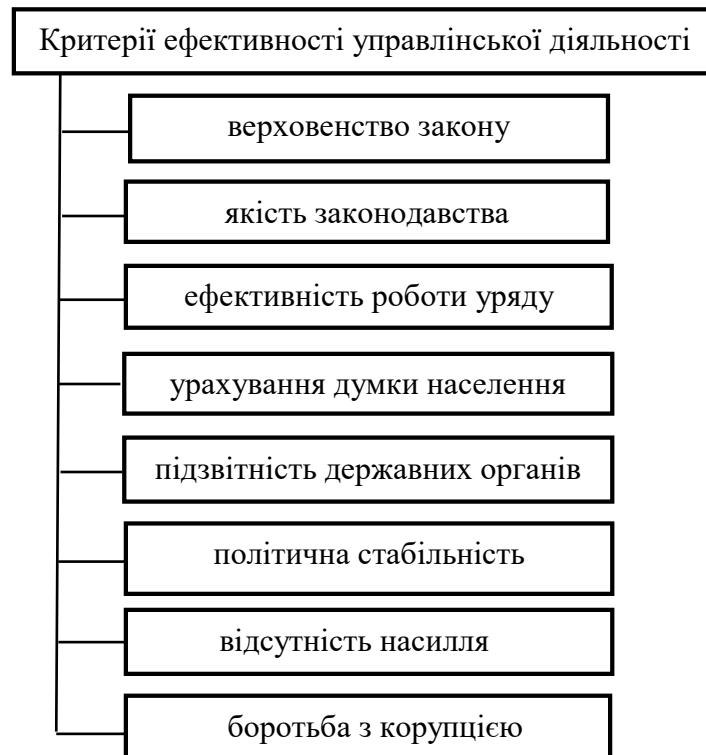 Критерії ефективності управлінської діяльності
верховенство закону
якість законодавства
ефективність роботи уряду
урахування думки населення
підзвітність державних органів
політична стабільність
відсутність насилля
боротьба з корупцією